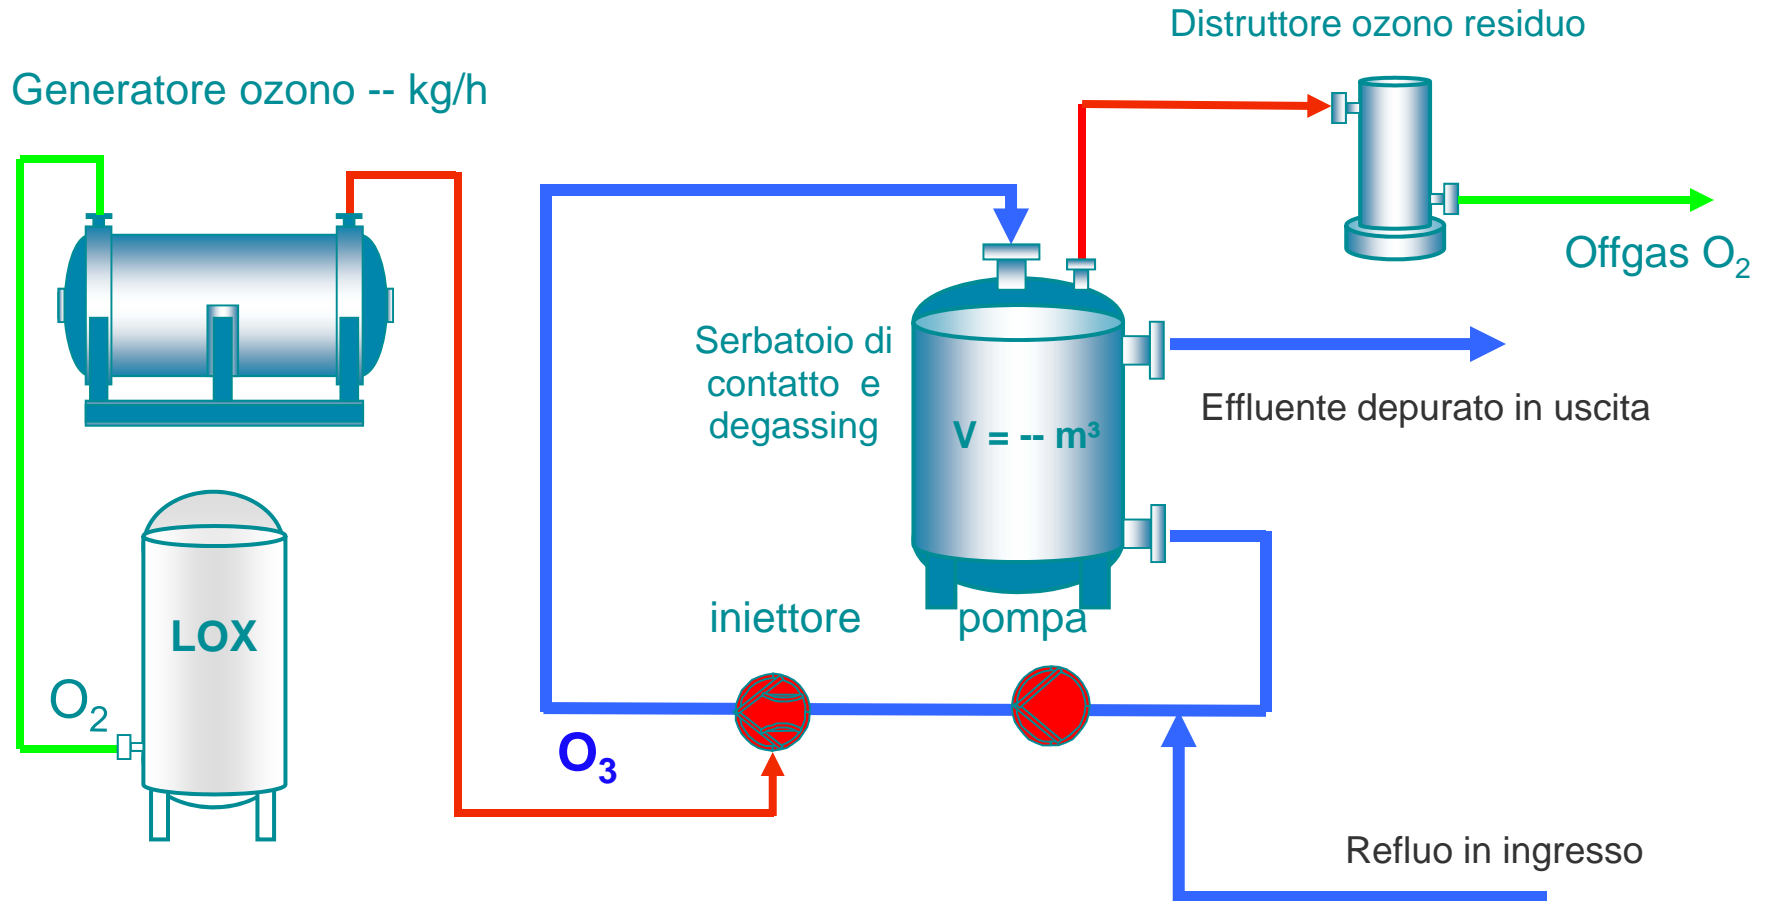 Distruttore ozono residuo
Generatore ozono -- kg/h
Offgas O₂
Serbatoio di
contatto e
degassing
V = -- m³
Effluente depurato in uscita
iniettore
pompa
LOX
O₂
O₃
Refluo in ingresso